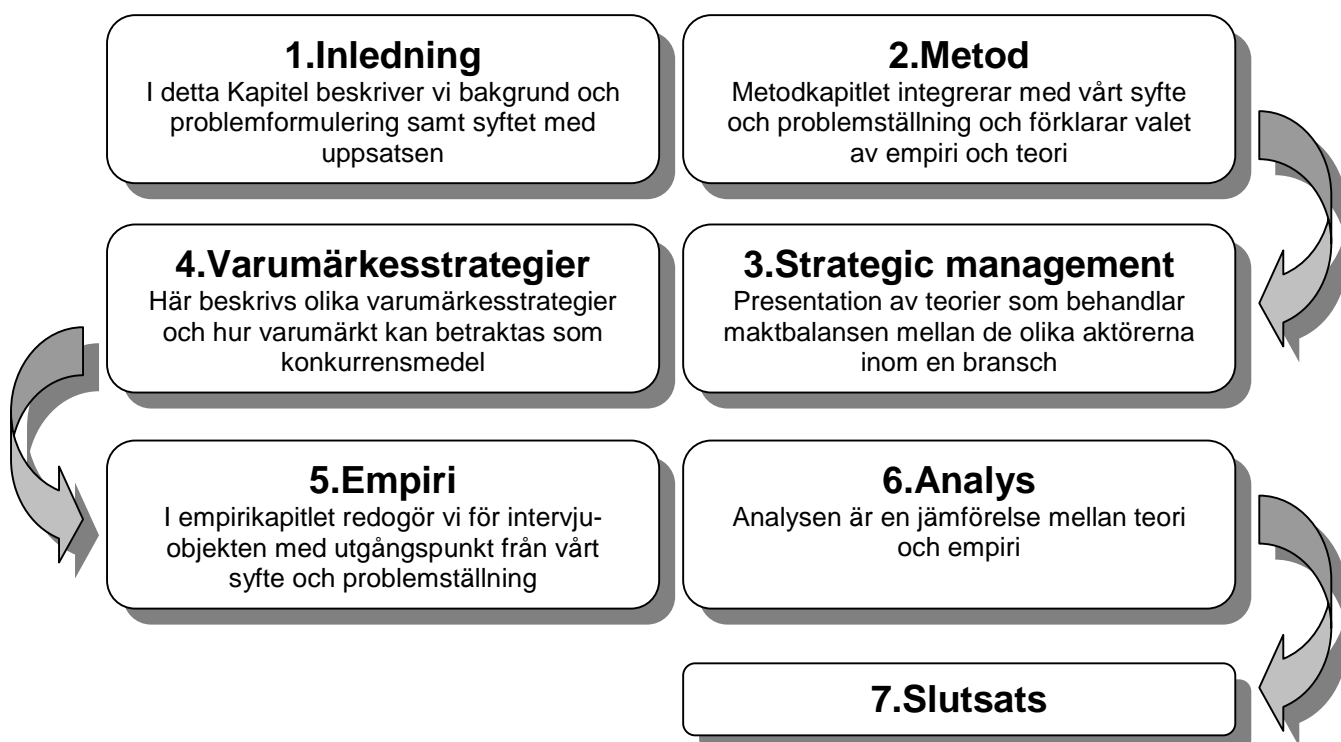 1.Inledning
I detta Kapitel beskriver vi bakgrund och
problemformulering samt syftet med
uppsatsen
2.Metod
Metodkapitlet integrerar med vårt syfte
och problemställning och förklarar valet
av empiri och teori
3.Strategic management
Presentation av teorier som behandlar
maktbalansen mellan de olika aktörerna
inom en bransch
4.Varumärkesstrategier
Här beskrivs olika varumärkesstrategier
och hur varumärkt kan betraktas som
konkurrensmedel
5.Empiri
I empirikapitlet redogör vi för intervju-
objekten med utgångspunkt från vårt
syfte och problemställning
6.Analys
Analysen är en jämförelse mellan teori
och empiri
7.Slutsats